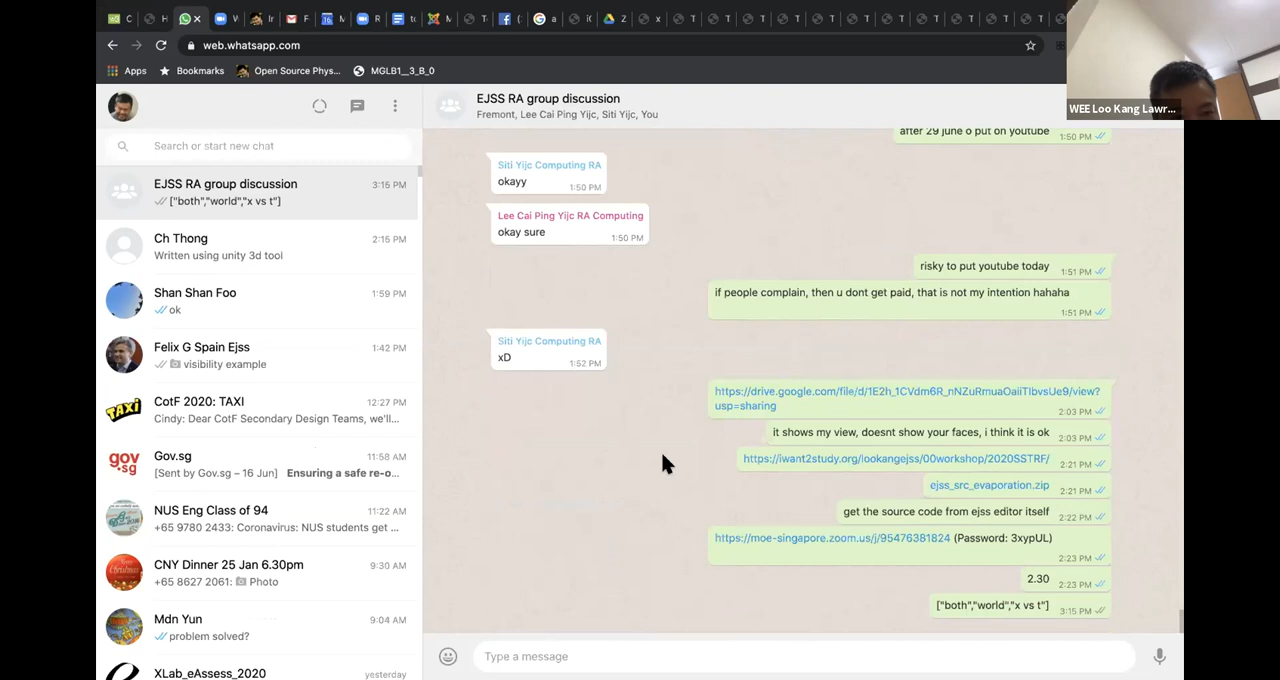 web.whatsapp.com
Apps
Bookmarks
Open Source Phys...
MGLB1__3_B_0
WEE Loo Kang Lawr...
Search or start new chat
EJSS RA group discussion
3:15 PM
["both","world","x vs t"]
Ch Thong
2:15 PM
Written using unity 3d tool
Shan Shan Foo
1:59 PM
ok
Felix G Spain Ejss
1:42 PM
visibility example
TAXI
CotF 2020: TAXI
12:27 PM
Cindy: Dear CotF Secondary Design Teams, we'll...
gov
sg
Gov.sg
11:58 AM
[Sent by Gov.sg – 16 Jun] Ensuring a safe re-o...
NUS Eng Class of 94
11:22 AM
+65 9780 2433: Coronavirus: NUS students get ...
CNY Dinner 25 Jan 6.30pm
9:30 AM
+65 8627 2061: Photo
Mdn Yun
9:04 AM
problem solved?
XLab_eAssess_2020
yesterday
EJSS RA group discussion
Fremont, Lee Cai Ping Yijc, Siti Yijc, You
after 29 june o put on youtube
1:50 PM
Siti Yijc Computing RA
okayy
1:50 PM
Lee Cai Ping Yijc RA Computing
okay sure
1:50 PM
risky to put youtube today
1:51 PM
if people complain, then u dont get paid, that is not my intention hahaha
1:51 PM
Siti Yijc Computing RA
xD
1:52 PM
https://drive.google.com/file/d/1E2h_1CVdm6R_nNZuRmuaOaiiTIbvsUe9/view?
usp=sharing
2:03 PM
it shows my view, doesnt show your faces, i think it is ok
2:03 PM
https://iwant2study.org/lookangejss/00workshop/2020SSTRF/
2:21 PM
ejss_src_evaporation.zip
2:21 PM
get the source code from ejss editor itself
2:22 PM
https://moe-singapore.zoom.us/j/95476381824 (Password: 3xypUL)
2:23 PM
2.30
2:23 PM
["both","world","x vs t"]
3:15 PM
Type a message